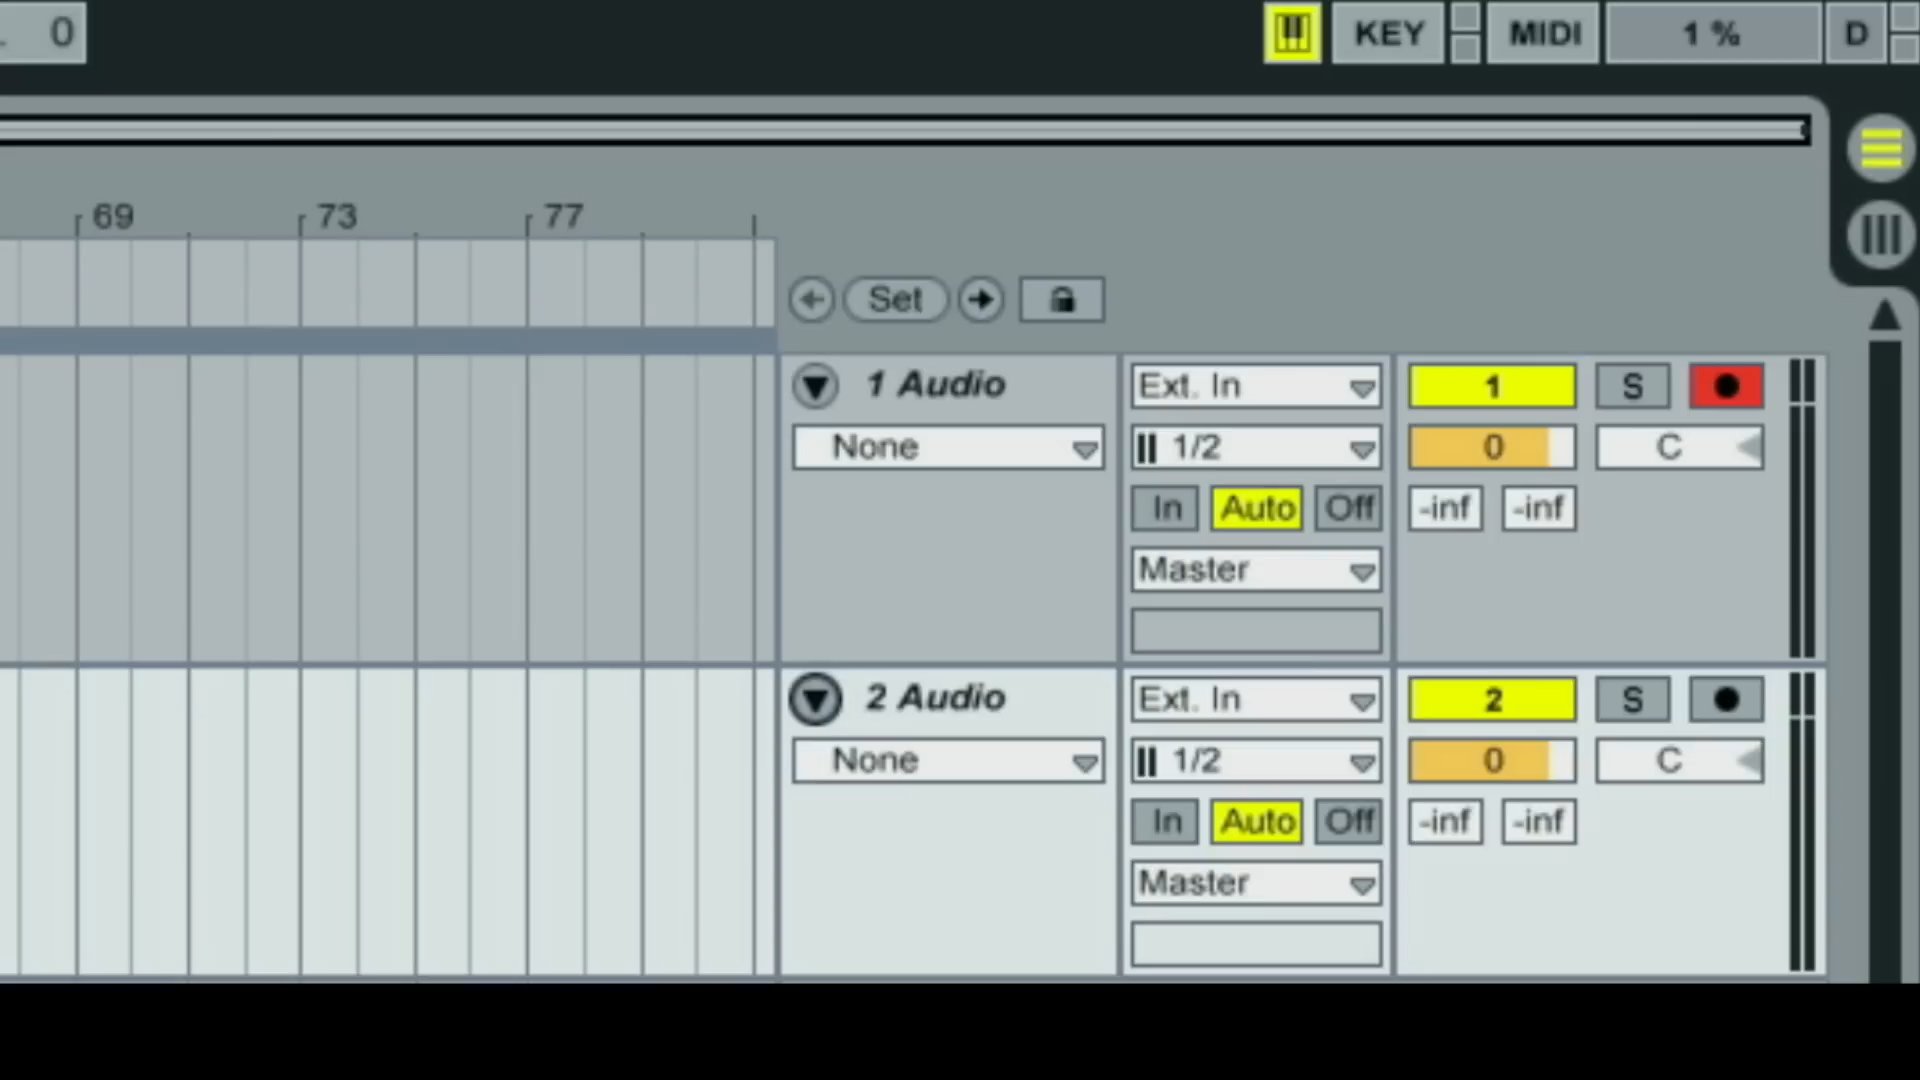 0 KEY MIDI 1 % D
69 73 77
Set
1 Audio Ext. In 1 S
None 1/2 0 C
In Auto Off -inf -inf
Master
2 Audio Ext. In 2 S
None 1/2 0 C
In Auto Off -inf -inf
Master